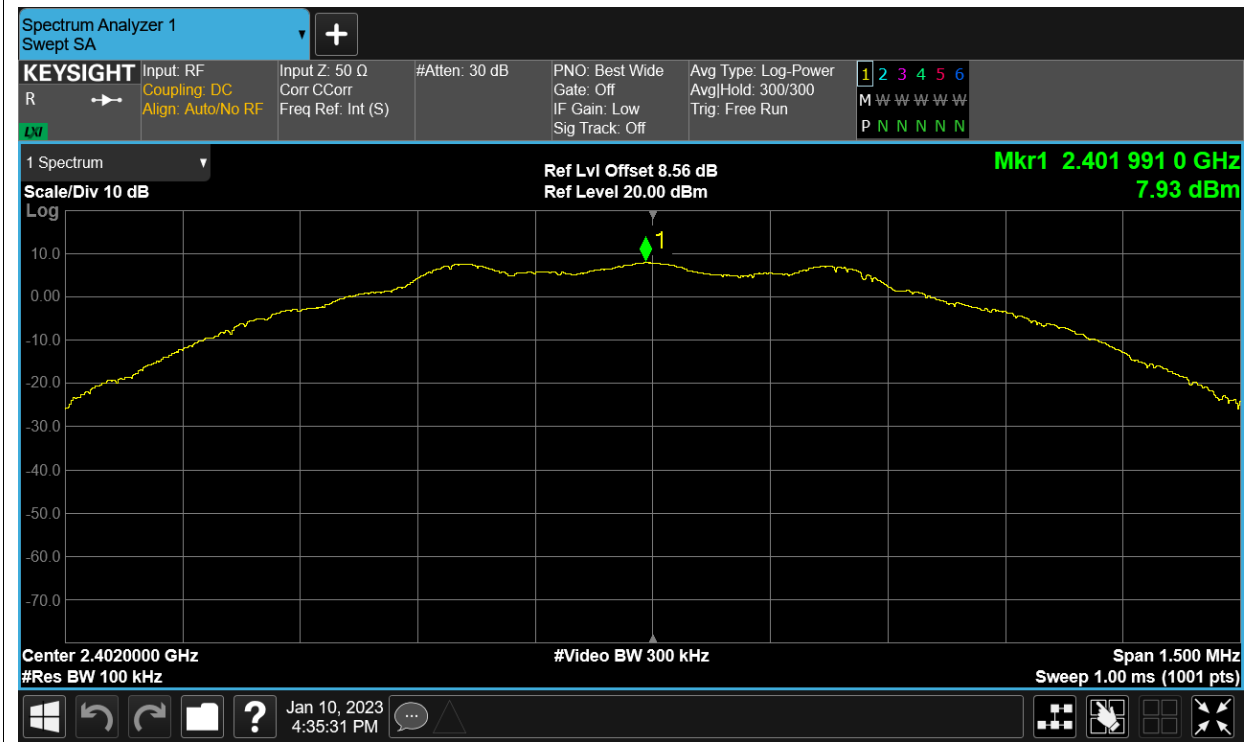 Spectrum Analyzer 1
Swept SA
+
KEYSIGHT
R
LXI
Input: RF
Coupling: DC
Align: Auto/No RF
Input Z: 50 Ω
Corr CCorr
Freq Ref: Int (S)
#Atten: 30 dB
PNO: Best Wide
Gate: Off
IF Gain: Low
Sig Track: Off
Avg Type: Log-Power
Avg|Hold: 300/300
Trig: Free Run
1 2 3 4 5 6
M W W W W W
P N N N N N N
1 Spectrum
Scale/Div 10 dB
Ref Lvl Offset 8.56 dB
Ref Level 20.00 dBm
Mkr1 2.401 991 0 GHz
7.93 dBm
Log
1
10.0
0.00
-10.0
-20.0
-30.0
-40.0
-50.0
-60.0
-70.0
Center 2.4020000 GHz
#Video BW 300 kHz
Span 1.500 MHz
#Res BW 100 kHz
Sweep 1.00 ms (1001 pts)
?
Jan 10, 2023
4:35:31 PM